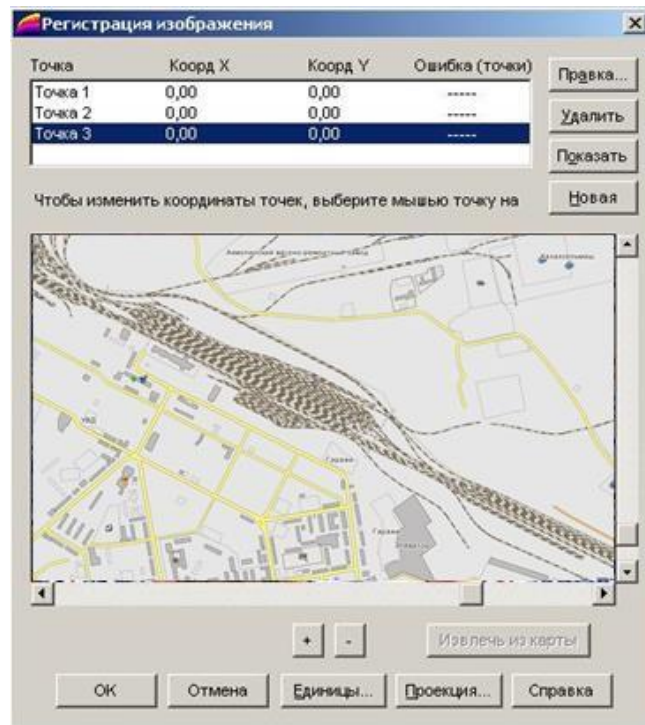 Регистрация изображения
Точка Коорд X Коорд Y Ошибка (точки)
Точка 1 0,00 0,00 -----
Точка 2 0,00 0,00 -----
Точка 3 0,00 0,00 -----
Правка...
Удалить
Показать
Новая
Чтобы изменить координаты точек, выберите мышью точку на
Гаражи
Гаражи
+ -
Извлечь из карты
OK Отмена Единицы... Проекция... Справка